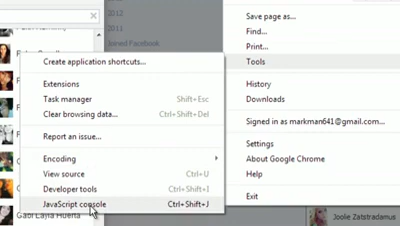 2012
2011
Joined Facebook
Save page as...
Find...
Print...
Tools
History
Downloads
Signed in as markman641@gmail.com...
Settings
About Google Chrome
Help
Exit
Create application shortcuts...
Extensions
Task manager Shift+Esc
Clear browsing data... Ctrl+Shift+Del
Report an issue...
Encoding
View source Ctrl+U
Developer tools Ctrl+Shift+I
JavaScript console Ctrl+Shift+J
Gabi Layla Huerta
Joolie Zatstradamus